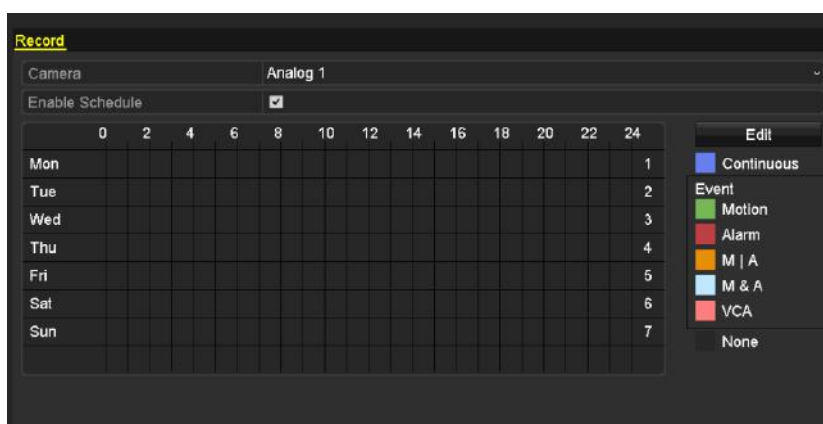 Record
Camera Analog 1
Enable Schedule
0 2 4 6 8 10 12 14 16 18 20 22 24
Edit
Mon 1
Continuous
Tue 2
Event
Motion
Wed 3
Alarm
Thu 4
M | A
Fri 5
M & A
Sat 6
VCA
Sun 7
None